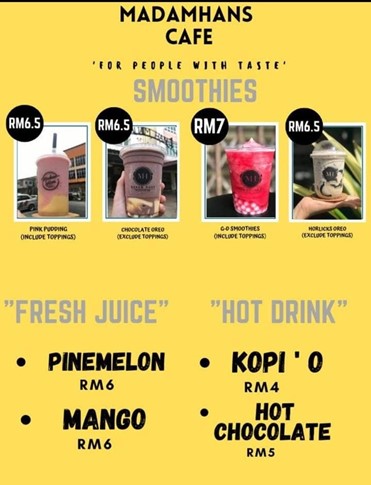 MADAMHANS
CAFE
'FOR PEOPLE WITH TASTE'
SMOOTHIES
RM6.5
RM6.5
RM7
RM6.5
PINK PUDDING
(INCLUDE TOPPINGS)
CHOCOLATE OREO
(EXCLUDE TOPPINGS)
G-O SMOOTHIES
(INCLUDE TOPPINGS)
HORLICKS OREO
(EXCLUDE TOPPINGS)
"FRESH JUICE"
• PINEMELON
RM6
• MANGO
RM6
"HOT DRINK"
• KOPI ' O
RM4
• HOT
CHOCOLATE
RM5